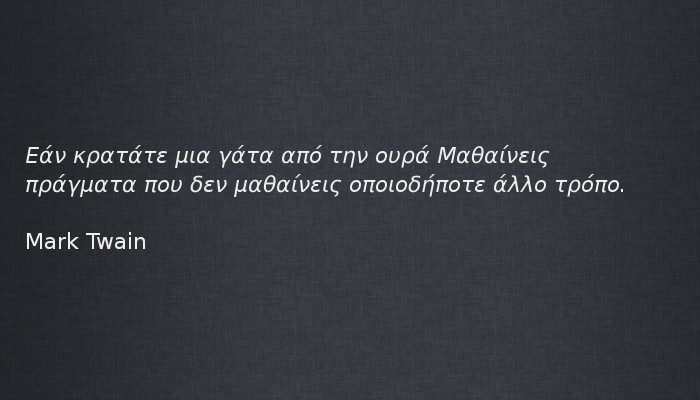 Εάν κρατάτε μια γάτα από την ουρά Μαθαίνεις
πράγματα που δεν μαθαίνεις οποιοδήποτε άλλο τρόπο.
Mark Twain